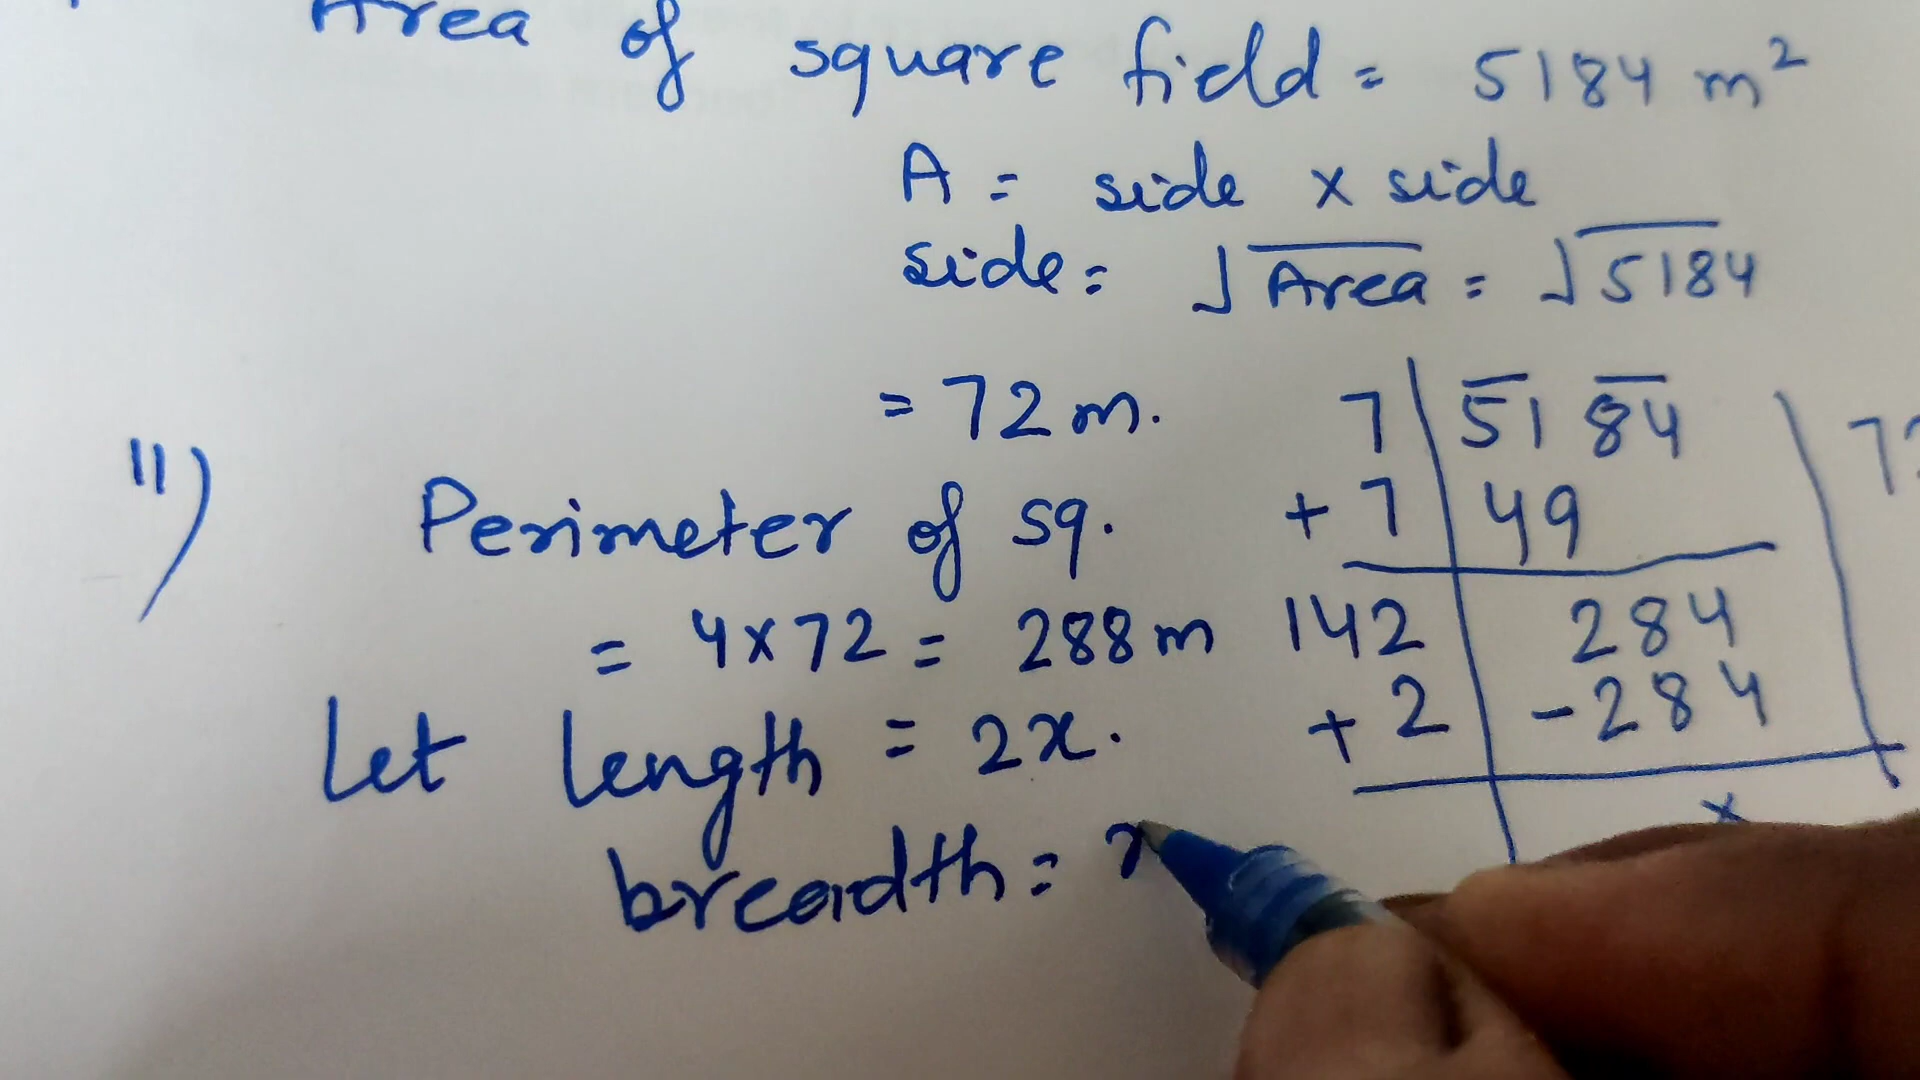 Area of square field = 5184 m²
A = side x side
side = √Area = √5184
= 72 m.
7 | 51 84
+ 7 | 49
142 | 284
+ 2 | - 284
x
11) Perimeter of sq.
= 4x72 = 288 m
Let length = 2x.
breadth = x